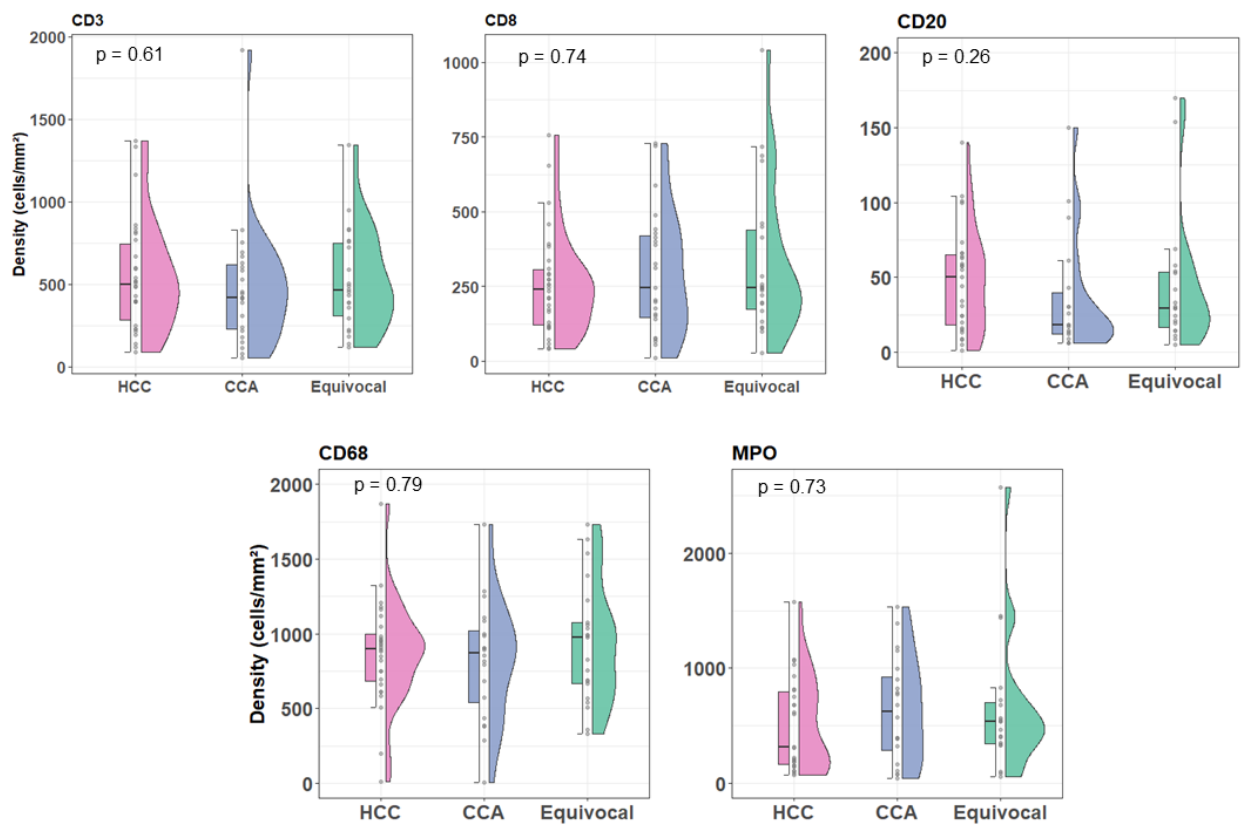 CD3
p = 0.61
2000
1500
1000
500
0
Density (cells/mm²)
HCC CCA Equivocal
CD8
p = 0.74
1000
750
500
250
0
HCC CCA Equivocal
CD20
p = 0.26
200
150
100
50
0
HCC CCA Equivocal
CD68
p = 0.79
2000
1500
1000
500
0
Density (cells/mm²)
HCC CCA Equivocal
MPO
p = 0.73
2000
1000
0
HCC CCA Equivocal